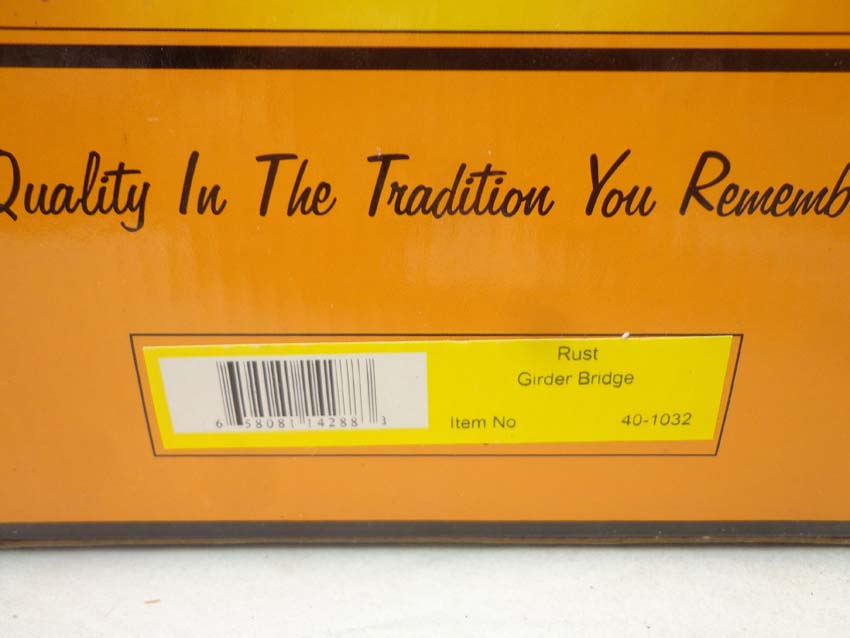 Quality In The Tradition You Rememb
Rust
Girder Bridge
Item No 40-1032
6 58081 14288 3